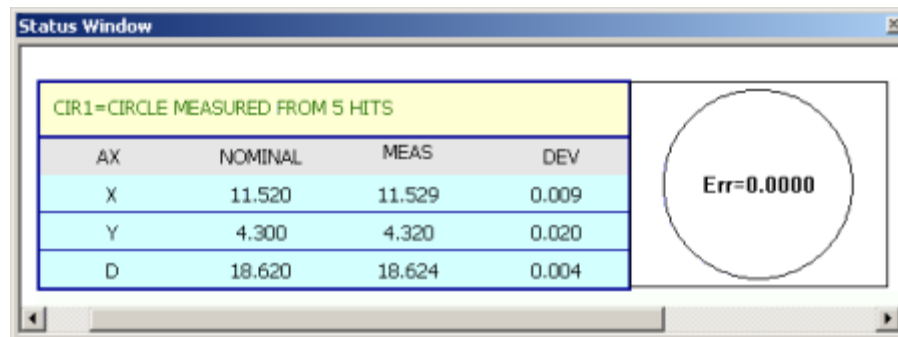 Status Window
CIR1=CIRCLE MEASURED FROM 5 HITS
AX NOMINAL MEAS DEV
X 11.520 11.529 0.009
Y 4.300 4.320 0.020
D 18.620 18.624 0.004
Err=0.0000